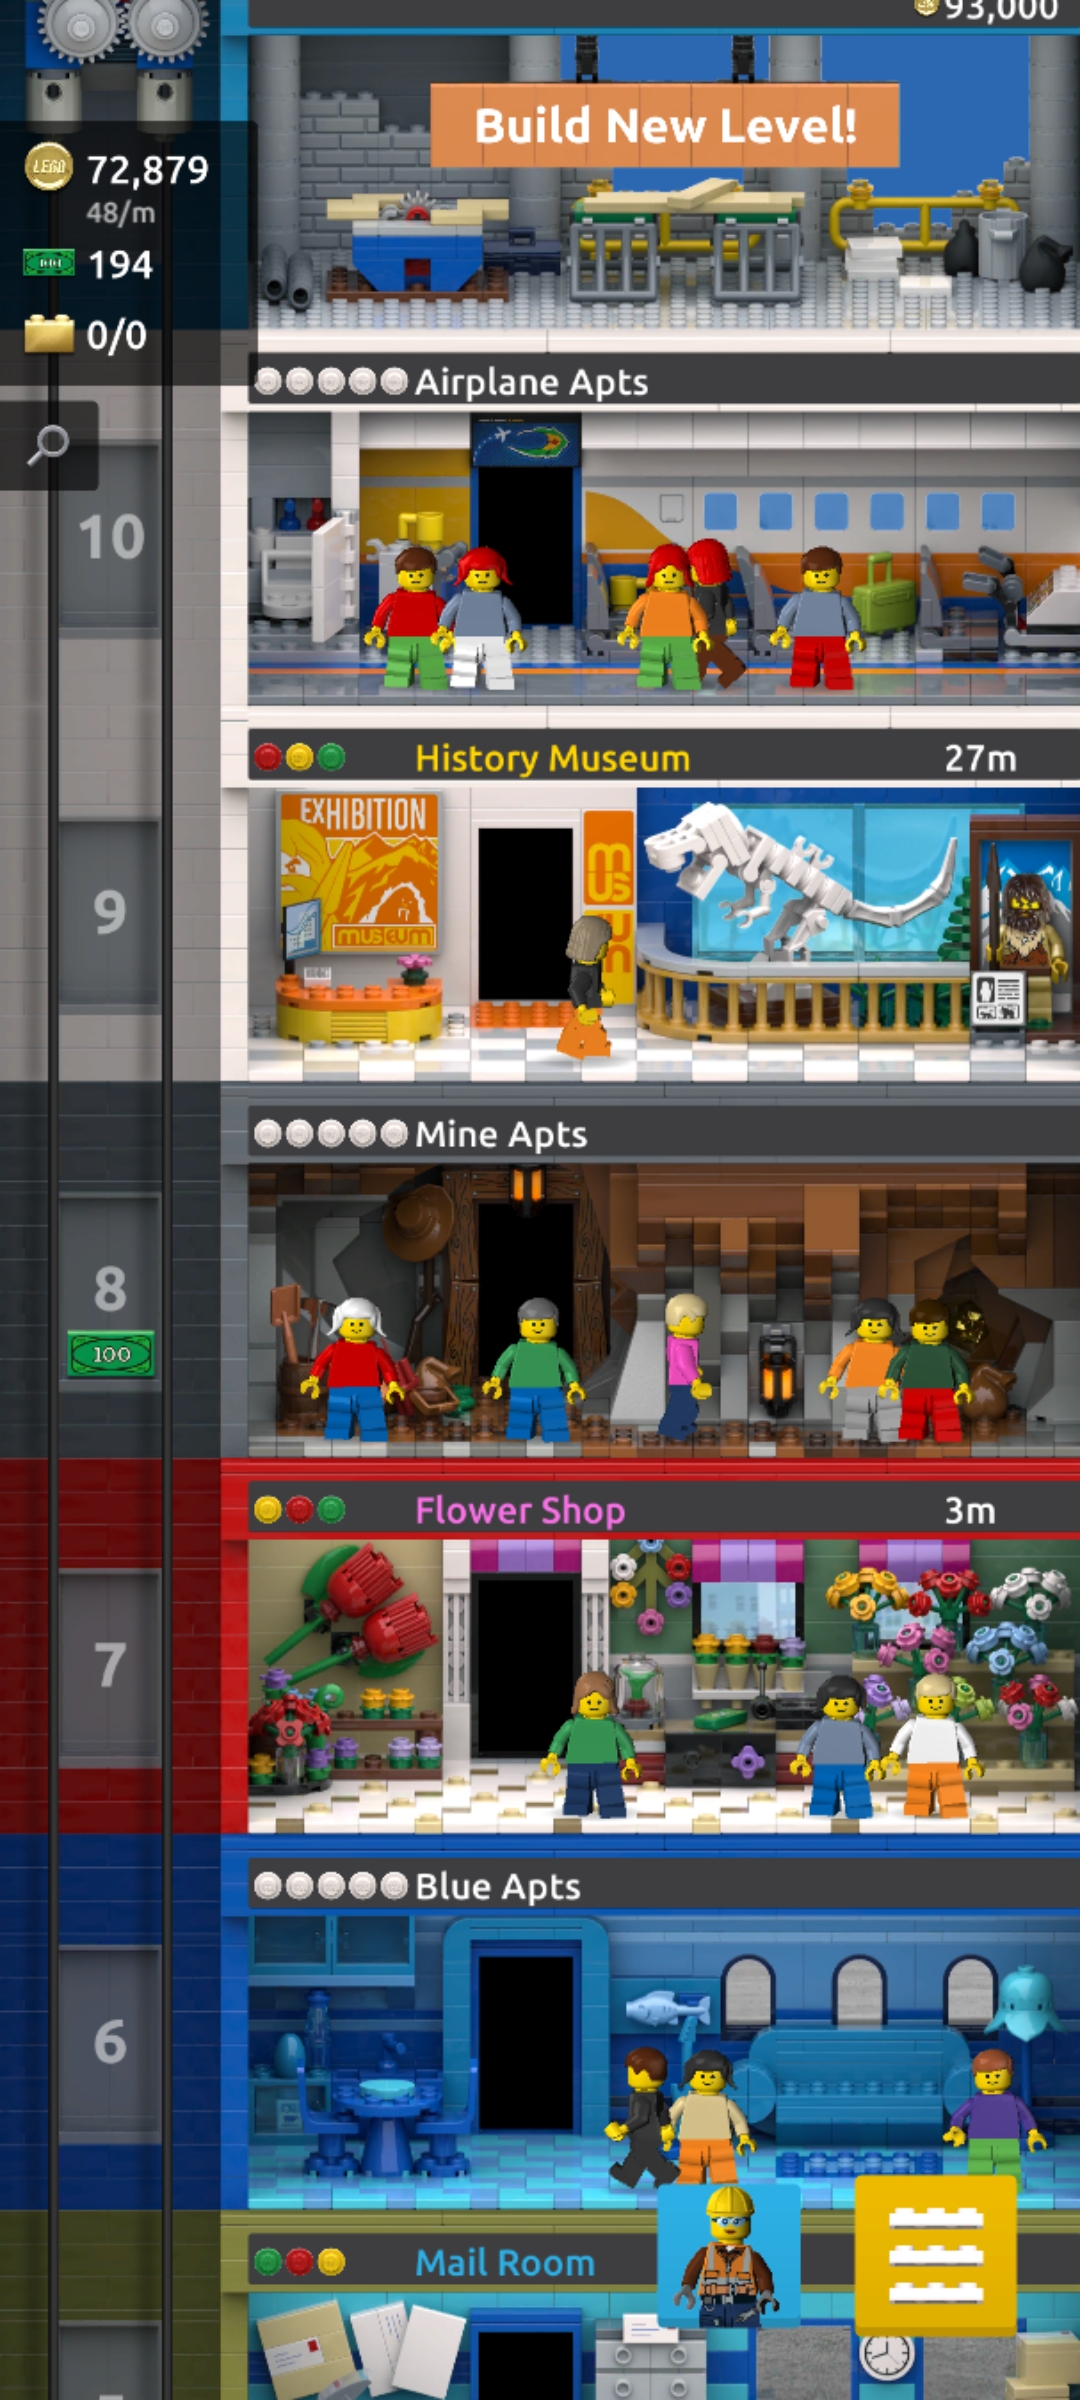 93,000
Build New Level!
LEGO 72,879
48/m
194
0/0
Airplane Apts
10
History Museum 27m
EXHIBITION
museum
9
Mine Apts
8
100
Flower Shop 3m
7
Blue Apts
6
Mail Room